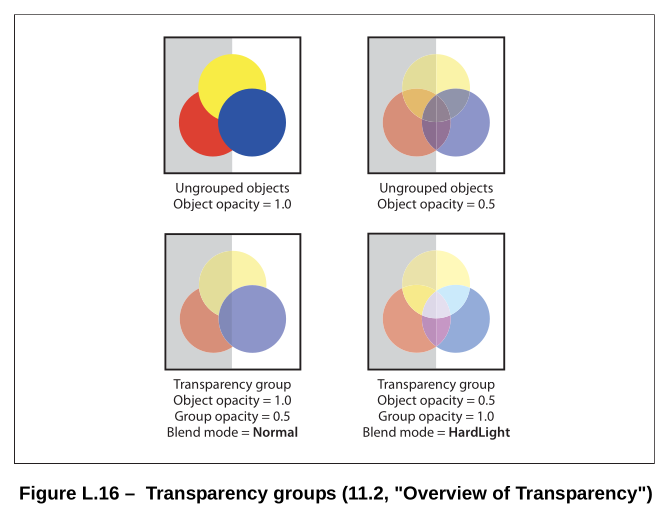 Ungrouped objects
Object opacity = 1.0
Ungrouped objects
Object opacity = 0.5
Transparency group
Object opacity = 1.0
Group opacity = 0.5
Blend mode = Normal
Transparency group
Object opacity = 0.5
Group opacity = 1.0
Blend mode = HardLight
Figure L.16 – Transparency groups (11.2, "Overview of Transparency")